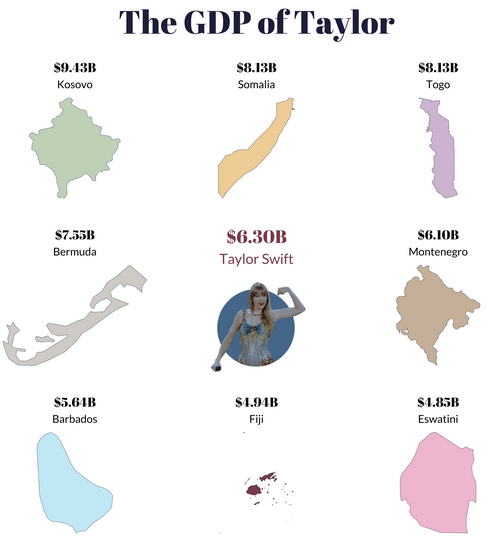 The GDP of Taylor
$9.43B
Kosovo
$8.13B
Somalia
$8.13B
Togo
$7.55B
Bermuda
$6.30B
Taylor Swift
$6.10B
Montenegro
$5.64B
Barbados
$4.94B
Fiji
$4.85B
Eswatini